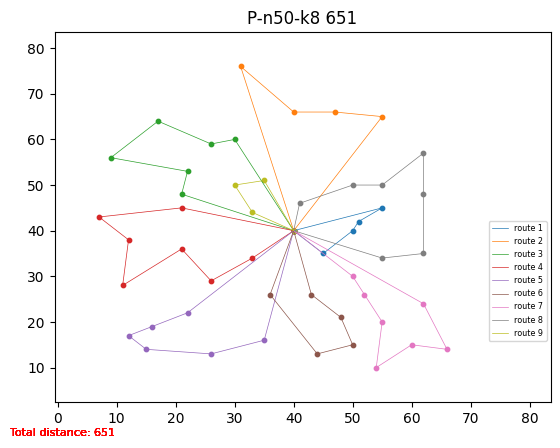 P-n50-k8 651
80
70
60
50
40
30
20
10
0 10 20 30 40 50 60 70 80
route 1
route 2
route 3
route 4
route 5
route 6
route 7
route 8
route 9
Total distance: 651